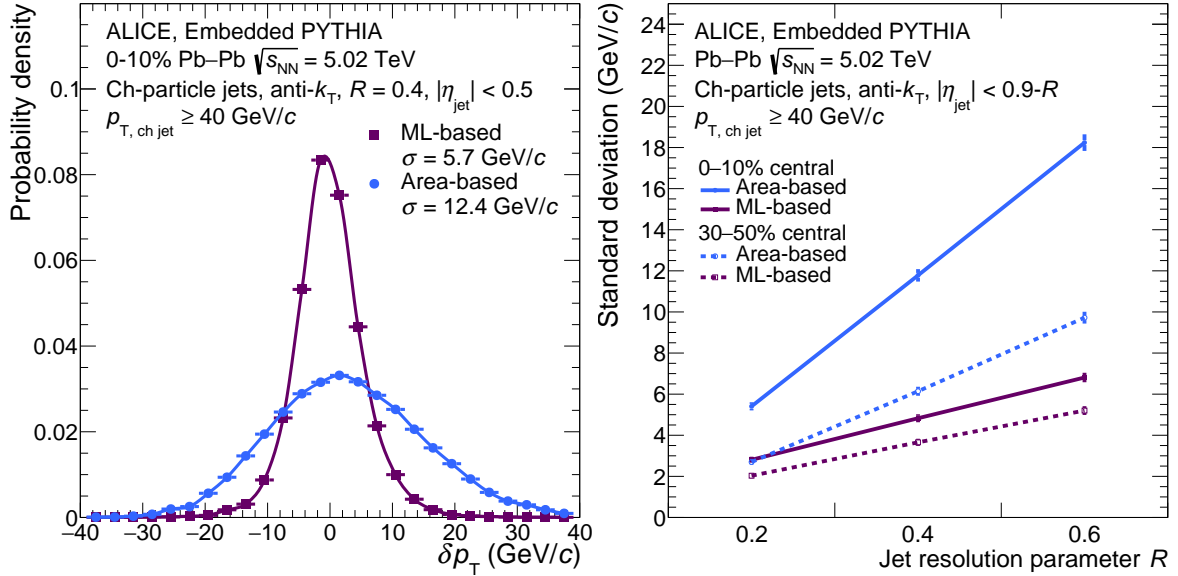 ALICE, Embedded PYTHIA
0-10% Pb–Pb √sNN = 5.02 TeV
Ch-particle jets, anti-kT, R = 0.4, |ηjet| < 0.5
pT, ch jet ≥ 40 GeV/c
ML-based
σ = 5.7 GeV/c
Area-based
σ = 12.4 GeV/c
Probability density
0.1
0.08
0.06
0.04
0.02
0
−40 −30 −20 −10 0 10 20 30 40
δpT (GeV/c)
ALICE, Embedded PYTHIA
Pb–Pb √sNN = 5.02 TeV
Ch-particle jets, anti-kT, |ηjet| < 0.9-R
pT, ch jet ≥ 40 GeV/c
0–10% central
Area-based
ML-based
30–50% central
Area-based
ML-based
Standard deviation (GeV/c)
24
22
20
18
16
14
12
10
8
6
4
2
0
0.2 0.4 0.6
Jet resolution parameter R